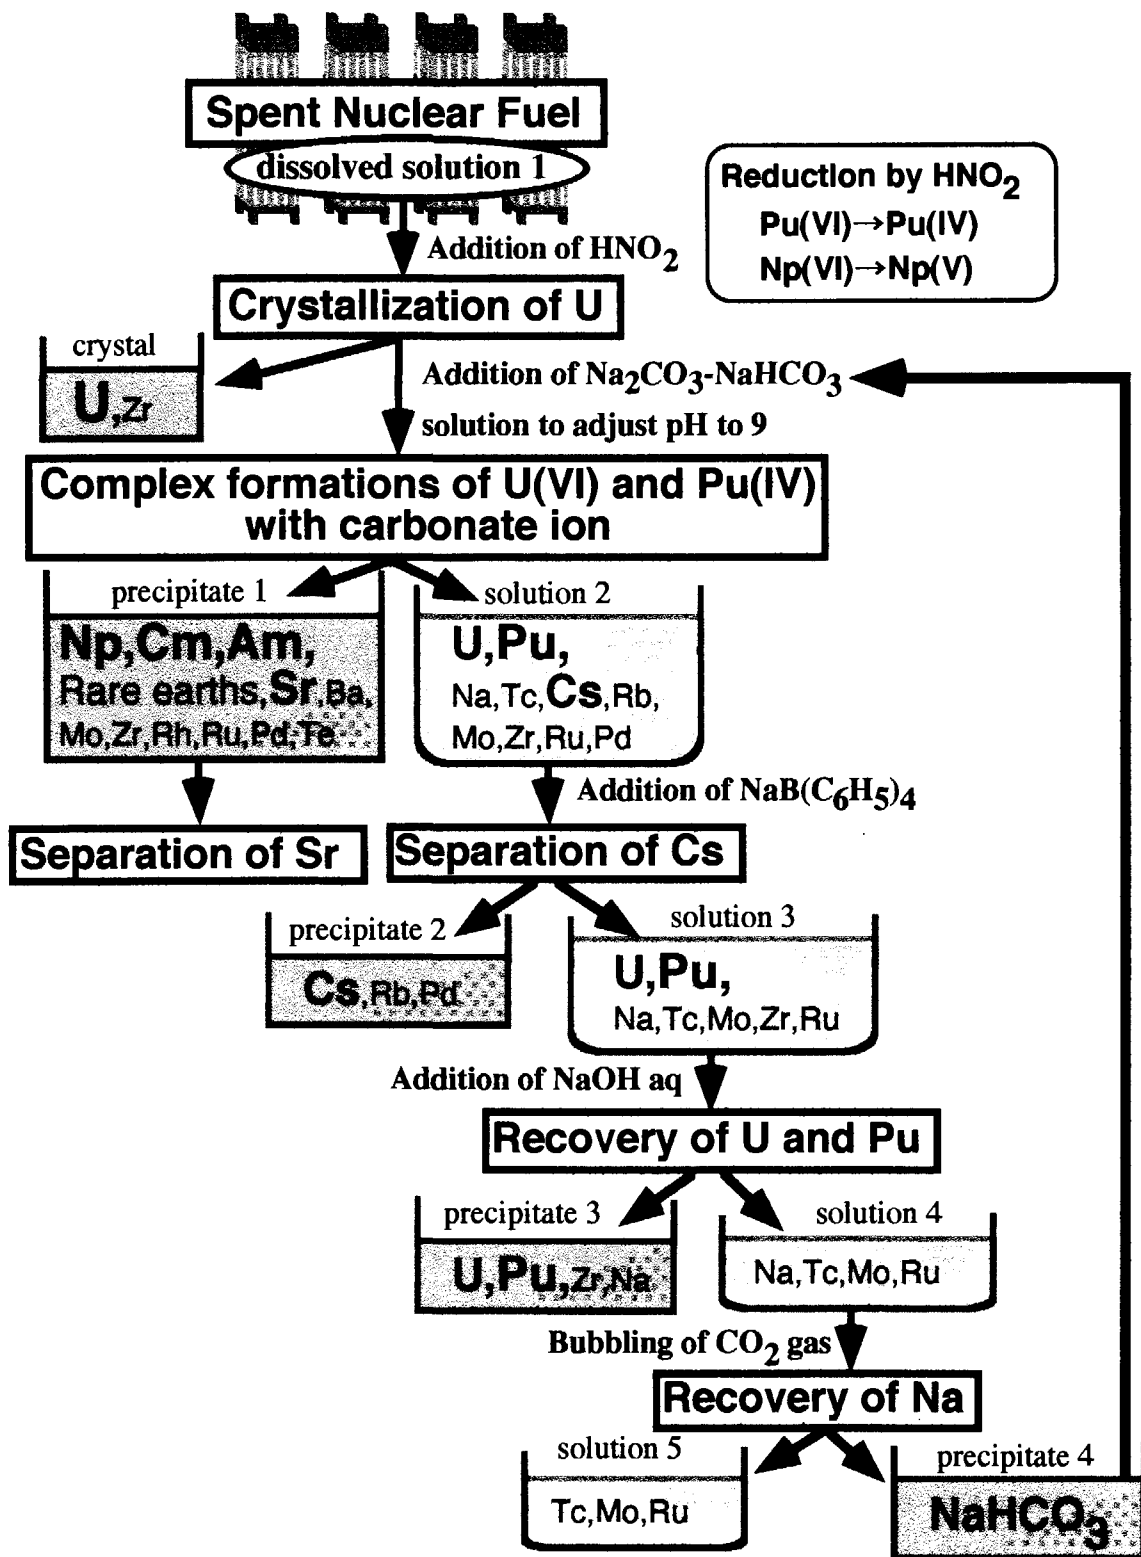 Spent Nuclear Fuel
dissolved solution 1
Reduction by HNO2
Pu(VI)→Pu(IV)
Np(VI)→Np(V)
Addition of HNO2
Crystallization of U
crystal
U,Zr
Addition of Na2CO3-NaHCO3
solution to adjust pH to 9
Complex formations of U(VI) and Pu(IV)
with carbonate ion
precipitate 1
Np,Cm,Am,
Rare earths,Sr,Ba,
Mo,Zr,Rh,Ru,Pd,Te
solution 2
U,Pu,
Na,Tc,Cs,Rb,
Mo,Zr,Ru,Pd
Addition of NaB(C6H5)4
Separation of Sr
Separation of Cs
precipitate 2
Cs,Rb,Pd
solution 3
U,Pu,
Na,Tc,Mo,Zr,Ru
Addition of NaOH aq
Recovery of U and Pu
precipitate 3
U,Pu,Zr,Na
solution 4
Na,Tc,Mo,Ru
Bubbling of CO2 gas
Recovery of Na
solution 5
Tc,Mo,Ru
precipitate 4
NaHCO3